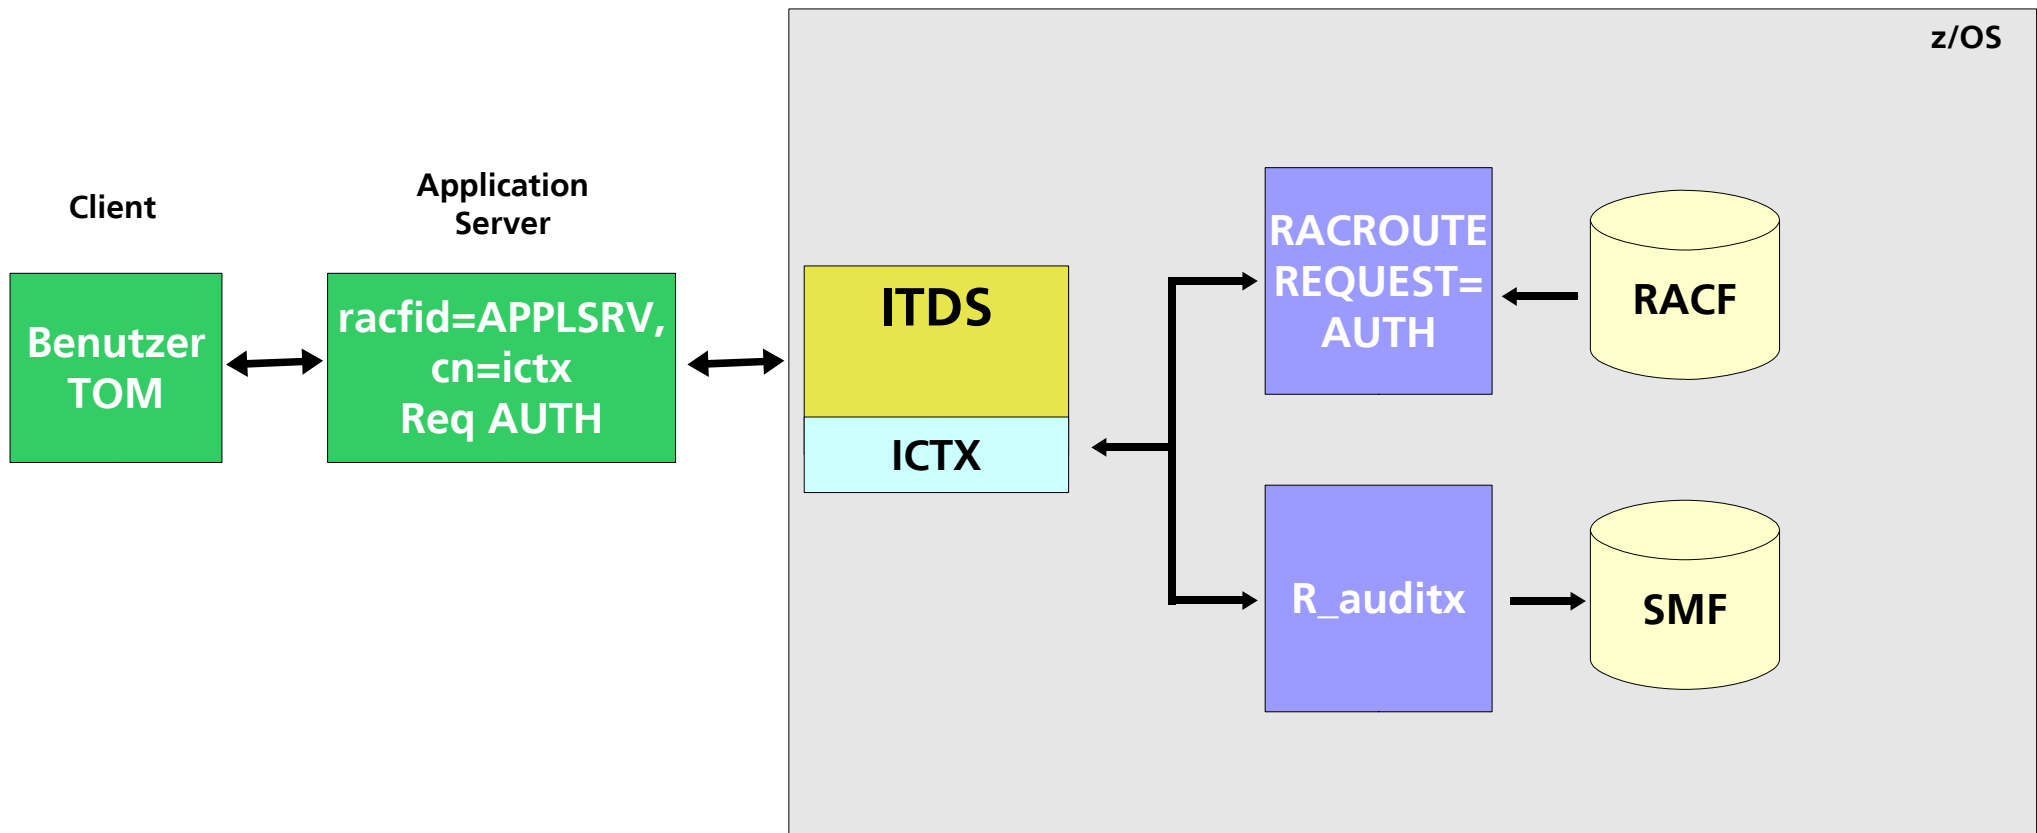 z/OS
Client
Application
Server
Benutzer
TOM
racfid=APPLSRV,
cn=ictx
Req AUTH
ITDS
ICTX
RACROUTE
REQUEST=
AUTH
RACF
R_auditx
SMF